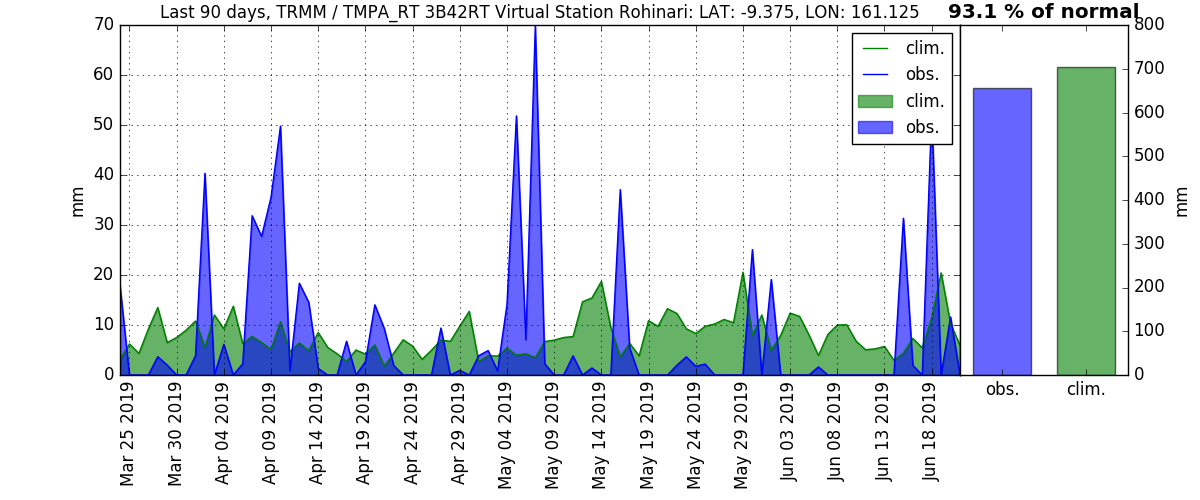 Last 90 days, TRMM / TMPA_RT 3B42RT Virtual Station Rohinari: LAT: -9.375, LON: 161.125
93.1 % of normal
70
60
50
40
30
20
10
0
mm
clim.
obs.
clim.
obs.
800
700
600
500
400
300
200
100
0
mm
obs.
clim.
Mar 25 2019
Mar 30 2019
Apr 04 2019
Apr 09 2019
Apr 14 2019
Apr 19 2019
Apr 24 2019
Apr 29 2019
May 04 2019
May 09 2019
May 14 2019
May 19 2019
May 24 2019
May 29 2019
Jun 03 2019
Jun 08 2019
Jun 13 2019
Jun 18 2019